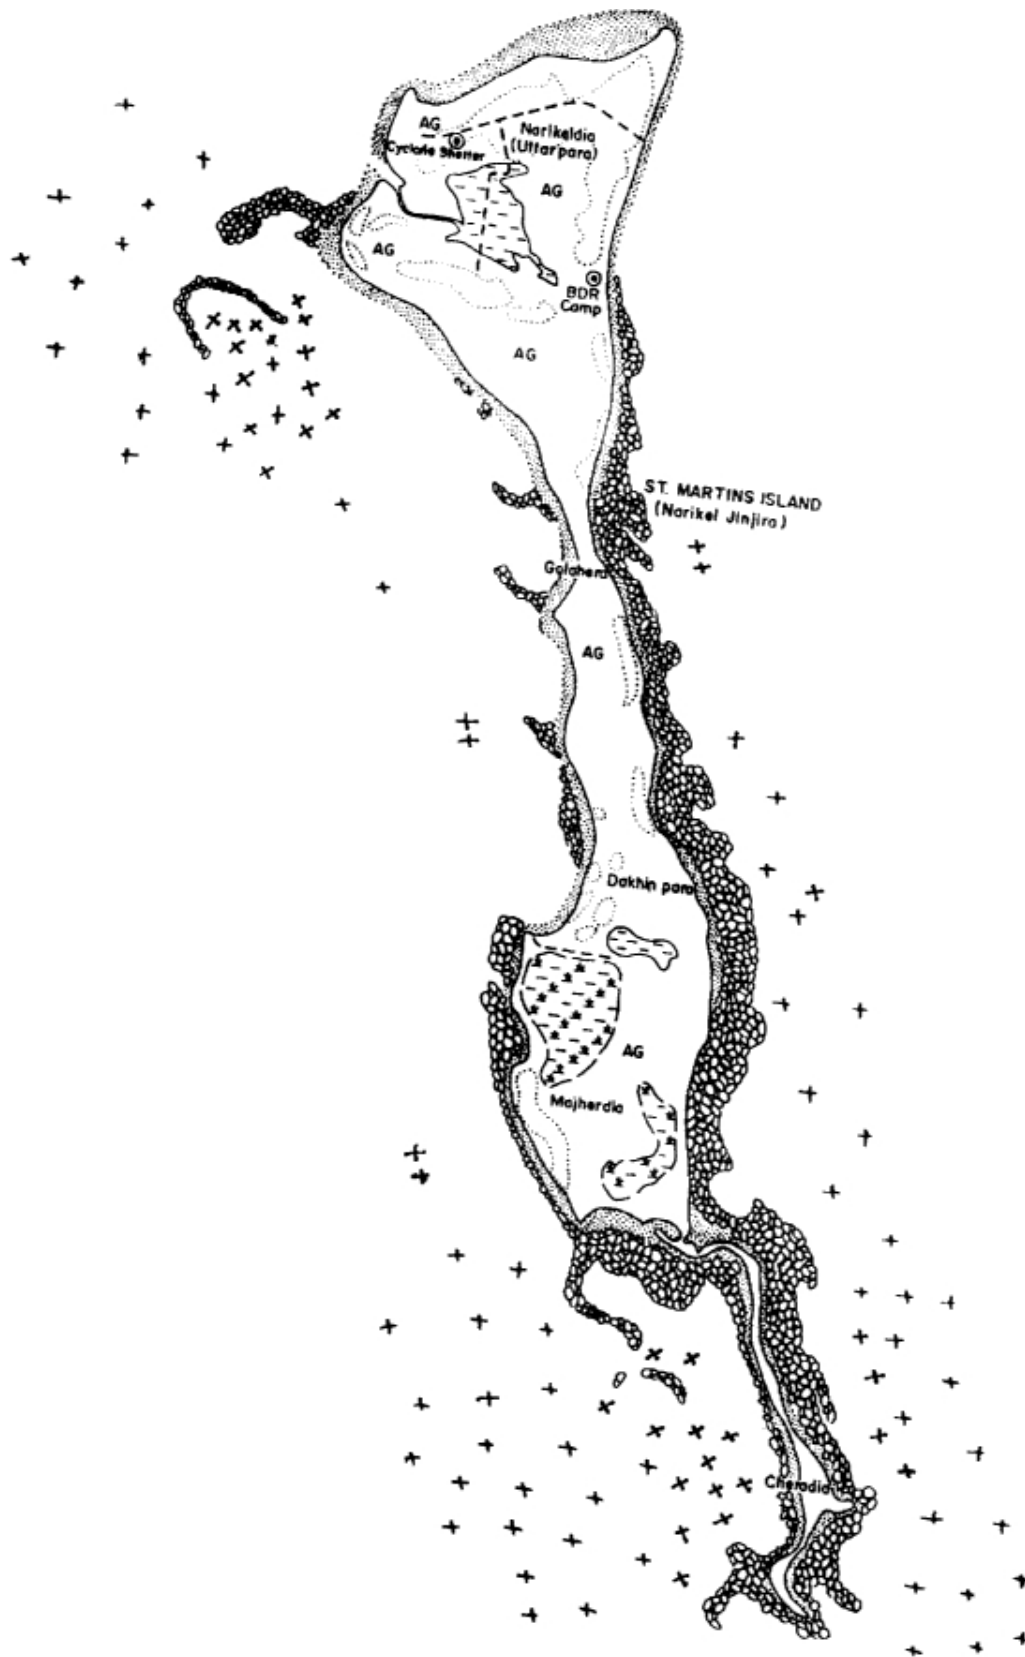 AG
Cyclone Shelter
Narikeldia
(Uttarpara)
AG
AG
BDR
Camp
AG
ST. MARTINS ISLAND
(Narikel Jinjira)
AG
Dakhin para
AG
Majherdia
Cheradia